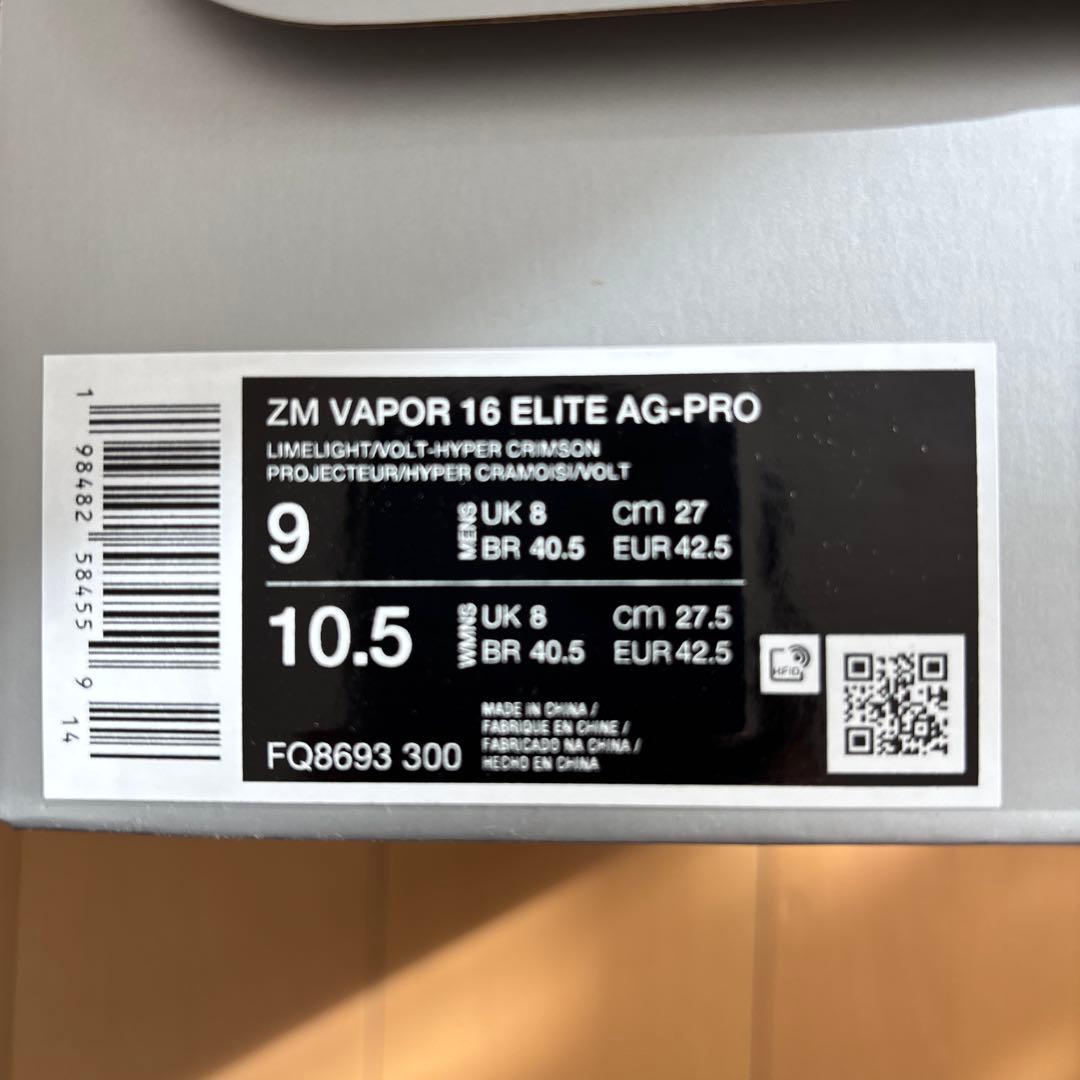 ZM VAPOR 16 ELITE AG-PRO
LIMELIGHT/VOLT-HYPER CRIMSON
PROJECTEUR/HYPER CRAMOISI/VOLT
9
MENS
UK 8 cm 27
BR 40.5 EUR 42.5
10.5
WMNS
UK 8 cm 27.5
BR 40.5 EUR 42.5
MADE IN CHINA /
FABRIQUE EN CHINE /
FABRICADO NA CHINA /
HECHO EN CHINA
FQ8693 300
RFID
1 98482 58455 9 14